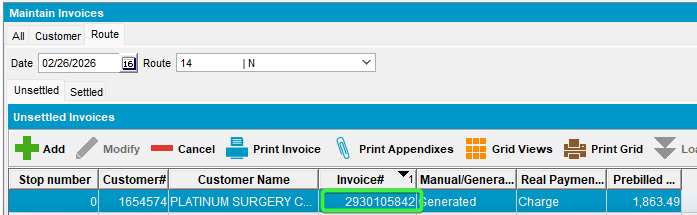 Maintain Invoices
All Customer Route
Date 02/26/2026 16 Route 14 | N
Unsettled Settled
Unsettled Invoices
Add Modify Cancel Print Invoice Print Appendixes Grid Views Print Grid Loa
Stop number Customer# Customer Name Invoice# 1 Manual/Genera... Real Paymen... Prebilled ...
0 1654574 PLATINUM SURGERY C... 2930105842 Generated Charge 1,863.49